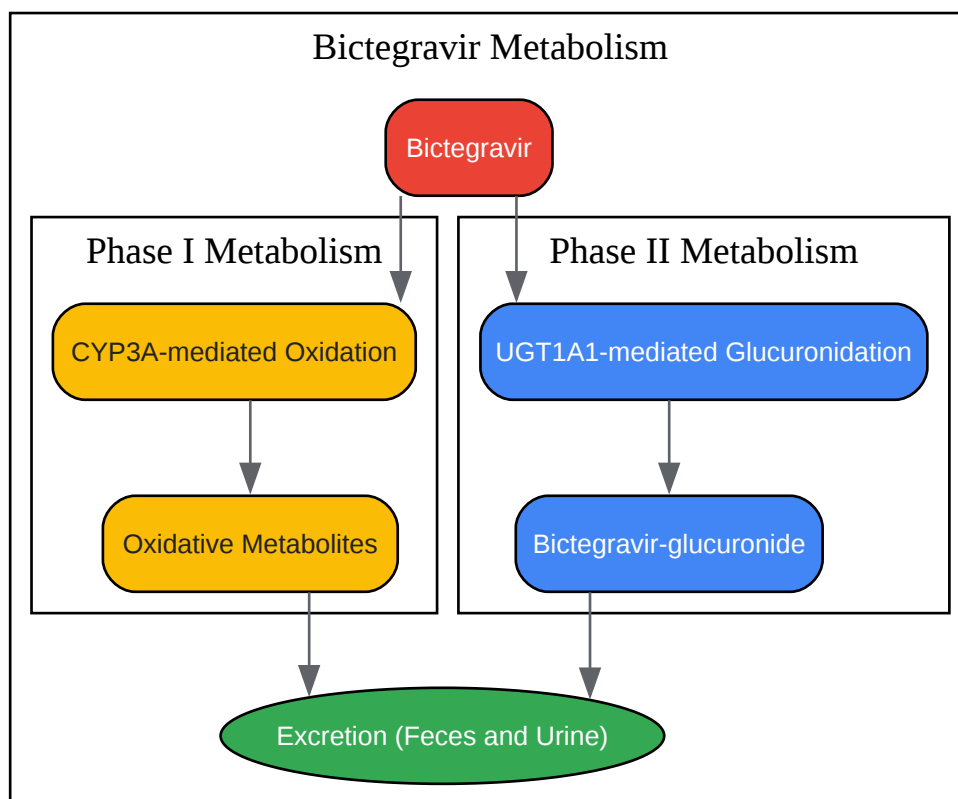 Bictegravir Metabolism
Bictegravir
Phase I Metabolism
Phase II Metabolism
CYP3A-mediated Oxidation
UGT1A1-mediated Glucuronidation
Oxidative Metabolites
Bictegravir-glucuronide
Excretion (Feces and Urine)